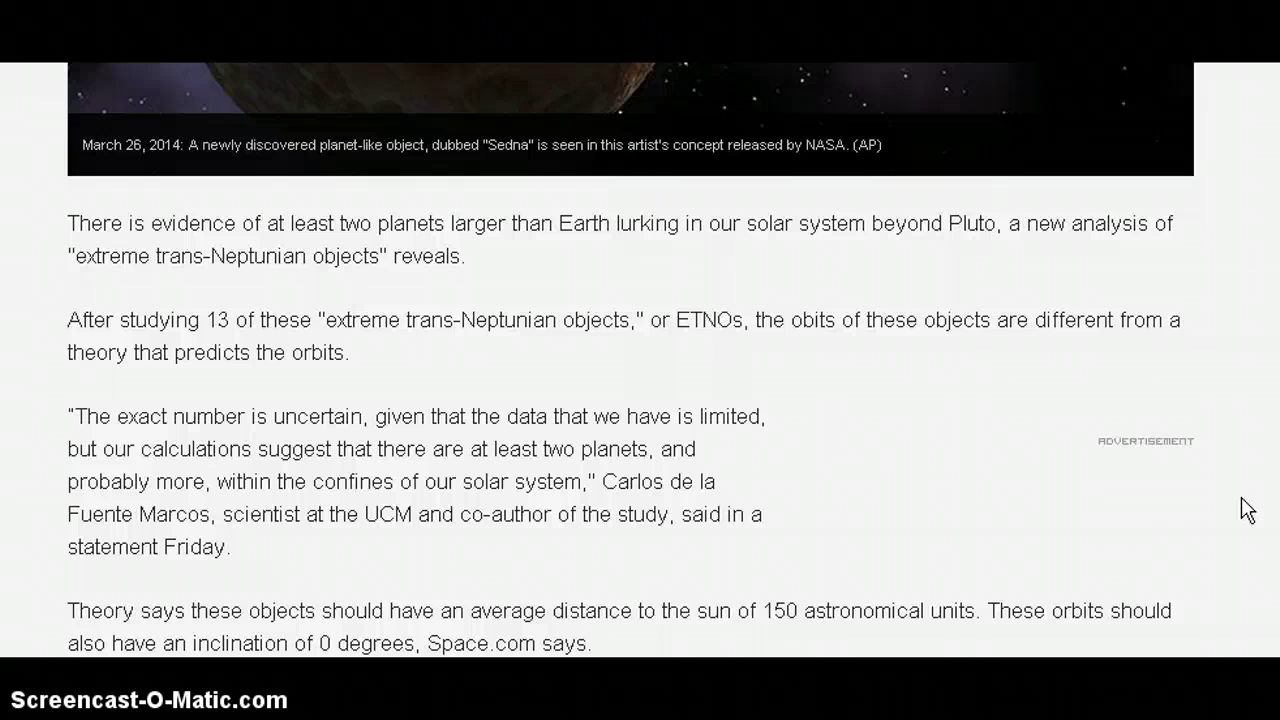 March 26, 2014: A newly discovered planet-like object, dubbed "Sedna" is seen in this artist's concept released by NASA. (AP)
There is evidence of at least two planets larger than Earth lurking in our solar system beyond Pluto, a new analysis of
"extreme trans-Neptunian objects" reveals.
After studying 13 of these "extreme trans-Neptunian objects," or ETNOs, the obits of these objects are different from a
theory that predicts the orbits.
"The exact number is uncertain, given that the data that we have is limited,
but our calculations suggest that there are at least two planets, and
probably more, within the confines of our solar system," Carlos de la
Fuente Marcos, scientist at the UCM and co-author of the study, said in a
statement Friday.
ADVERTISEMENT
Theory says these objects should have an average distance to the sun of 150 astronomical units. These orbits should
also have an inclination of 0 degrees, Space.com says.
Screencast-O-Matic.com